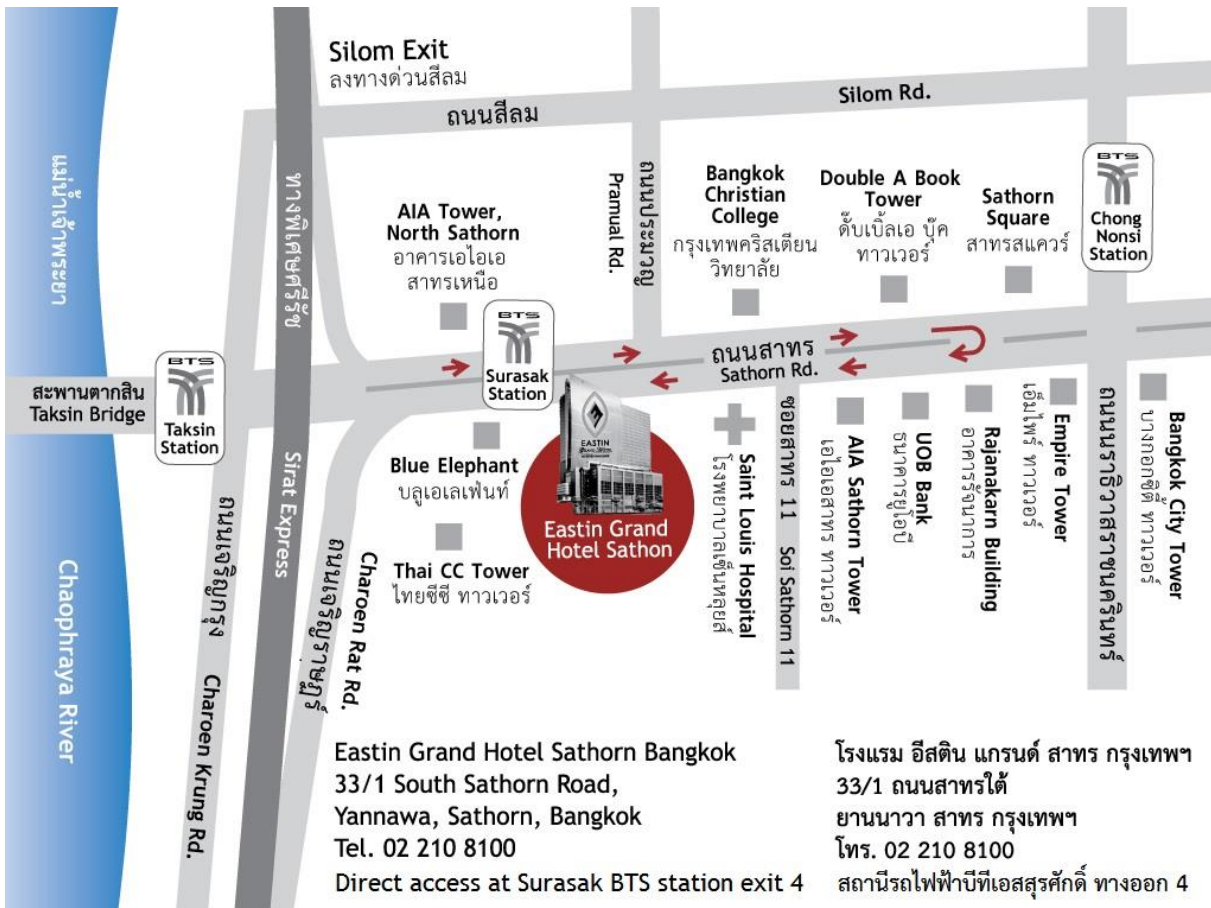 Silom Exit
ลงทางด่วนสีลม
ถนนสีลม
Silom Rd.
แม่น้ำเจ้าพระยา
Chaophraya River
ทางพิเศษศรีรัช
Sirat Express
AIA Tower,
North Sathorn
อาคารเอไอเอ
สาทรเหนือ
Pramual Rd.
ถนนประมวญ
Bangkok
Christian
College
กรุงเทพคริสเตียน
วิทยาลัย
Double A Book
Tower
ดั๊บเบิ้ลเอ บุ๊ค
ทาวเวอร์
Sathorn
Square
สาทรสแควร์
BTS
Chong
Nonsi
Station
BTS
Surasak
Station
ถนนสาทร
Sathorn Rd.
สะพานตากสิน
Taksin Bridge
BTS
Taksin
Station
Blue Elephant
บลูเอเลเฟ่นท์
Thai CC Tower
ไทยซีซี ทาวเวอร์
EASTIN
Eastin Grand
Hotel Sathon
Saint Louis Hospital
โรงพยาบาลเซ็นหลุยส์
ซอยสาทร 11
Soi Sathorn 11
AIA Sathorn Tower
เอไอเอสาทร ทาวเวอร์
UOB Bank
ธนาคารยูโอบี
Rajanakarn Building
อาคารรัจนาการ
Empire Tower
เอ็มไพร์ ทาวเวอร์
ถนนนราธิวาสราชนครินทร์
Bangkok City Tower
บางกอกซิตี้ ทาวเวอร์
ถนนเจริญกรุง
Charoen Krung Rd.
ถนนเจริญราษฎร์
Charoen Rat Rd.
Eastin Grand Hotel Sathorn Bangkok
33/1 South Sathorn Road,
Yannawa, Sathorn, Bangkok
Tel. 02 210 8100
Direct access at Surasak BTS station exit 4
โรงแรม อีสติน แกรนด์ สาทร กรุงเทพฯ
33/1 ถนนสาทรใต้
ยานนาวา สาทร กรุงเทพฯ
โทร. 02 210 8100
สถานีรถไฟฟ้าบีทีเอสสุรศักดิ์ ทางออก 4